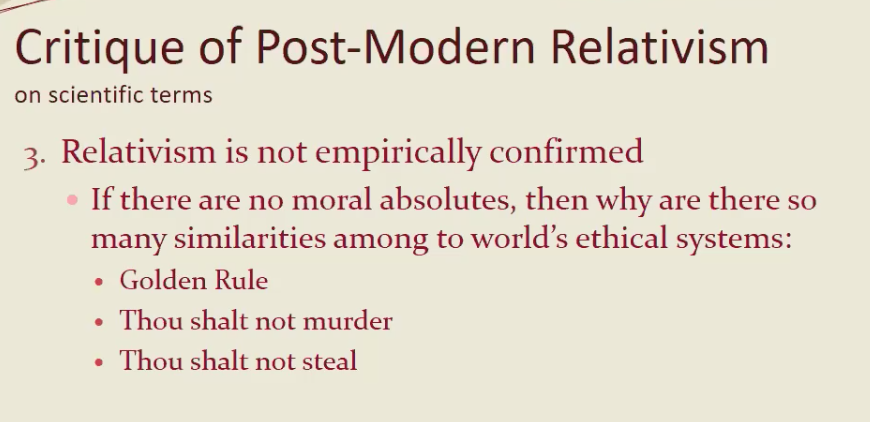 Critique of Post-Modern Relativism
on scientific terms
3. Relativism is not empirically confirmed
• If there are no moral absolutes, then why are there so
many similarities among to world's ethical systems:
• Golden Rule
• Thou shalt not murder
• Thou shalt not steal